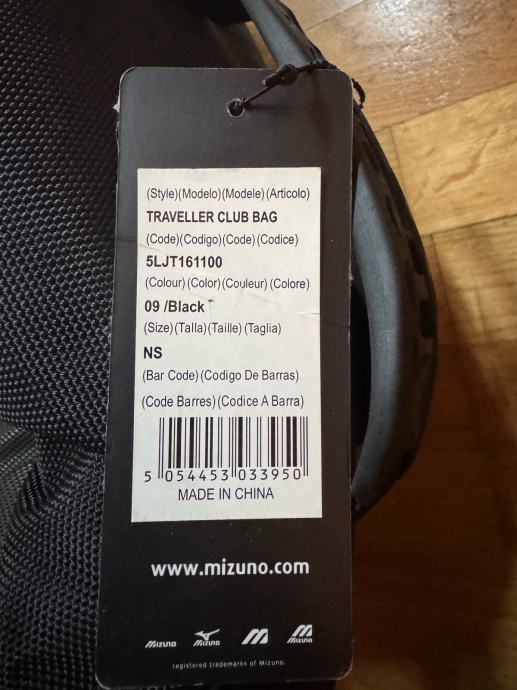 (Style)(Modelo)(Modele)(Articolo)
TRAVELLER CLUB BAG
(Code)(Codigo)(Code)(Codice)
5LJT161100
(Colour)(Color)(Couleur)(Colore)
09 /Black
(Size)(Talla)(Taille)(Taglia)
NS
(Bar Code)(Codigo De Barras)
(Code Barres)(Codice A Barra)
5 054453 033950
MADE IN CHINA
www.mizuno.com
MIZUNO MIZUNO MIZUNO
registered trademarks of Mizuno.